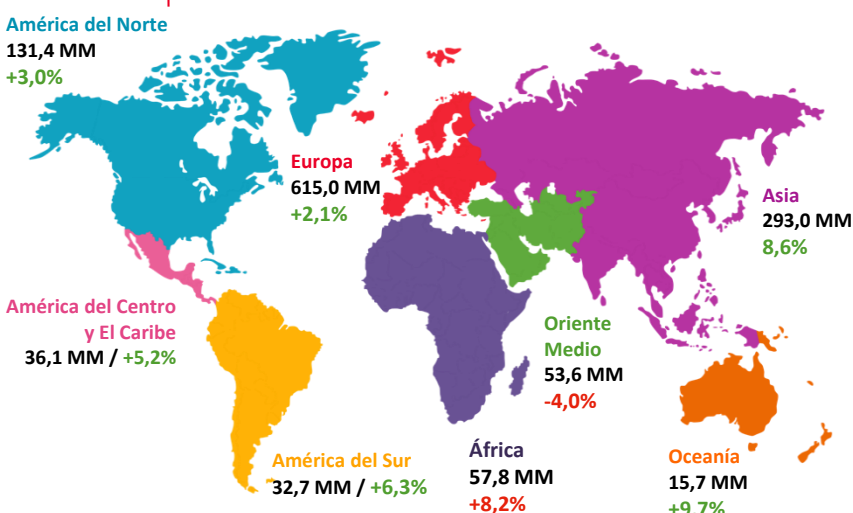 América del Norte
131,4 MM
+3,0%
Europa
615,0 MM
+2,1%
Asia
293,0 MM
8,6%
América del Centro
y El Caribe
36,1 MM / +5,2%
Oriente
Medio
53,6 MM
-4,0%
América del Sur
32,7 MM / +6,3%
África
57,8 MM
+8,2%
Oceanía
15,7 MM
+9,7%